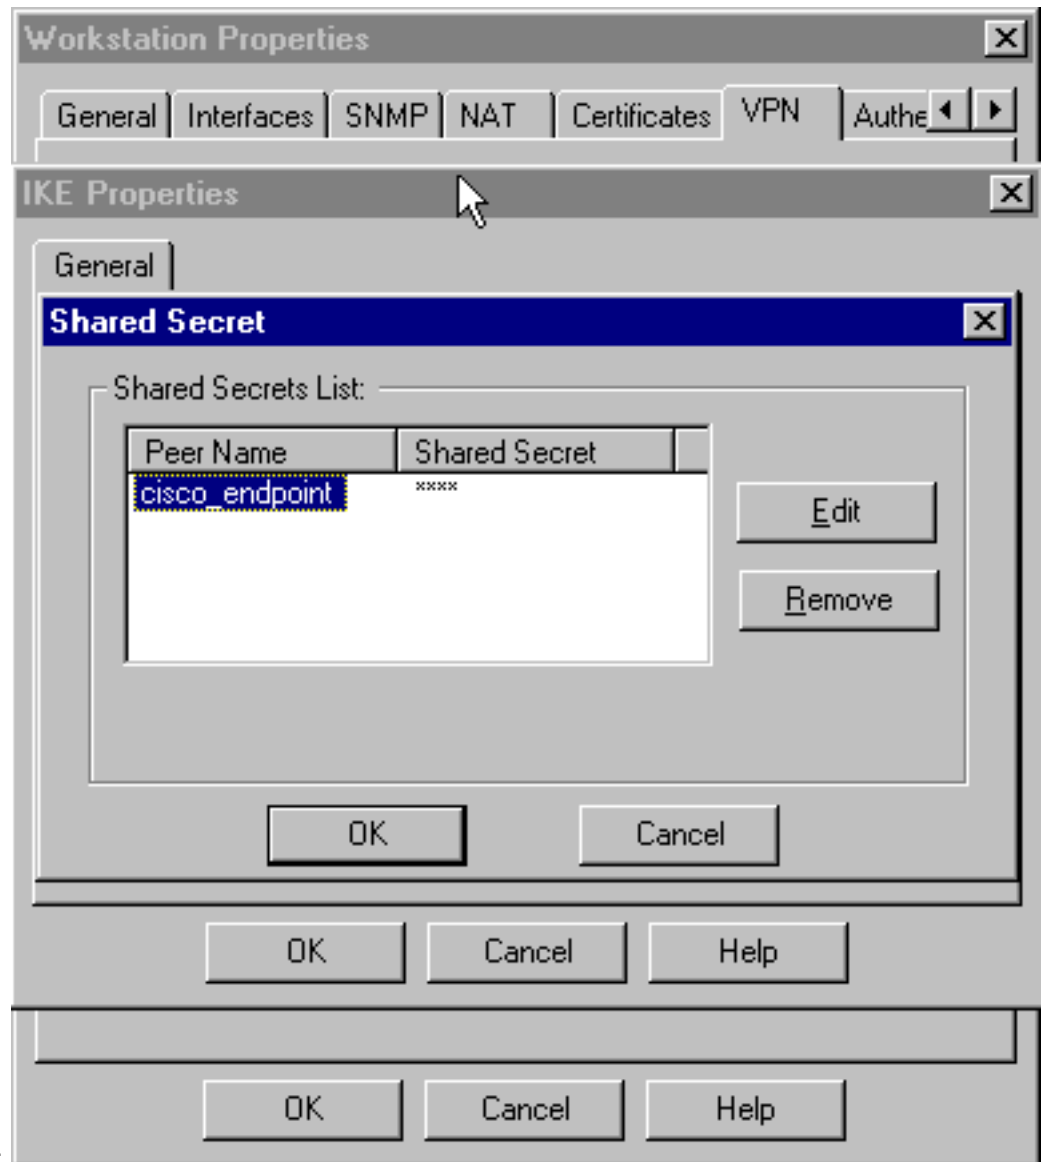 Workstation Properties
General Interfaces SNMP NAT Certificates VPN Authe
IKE Properties
General
Shared Secret
Shared Secrets List:
Peer Name Shared Secret
cisco_endpoint ****
Edit
Remove
OK Cancel
OK Cancel Help
OK Cancel Help